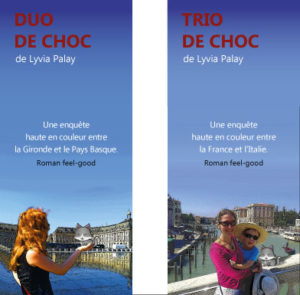 DUO
DE CHOC
de Lyvia Palay
Une enquête
haute en couleur entre
la Gironde et le Pays Basque.
Roman feel-good
TRIO
DE CHOC
de Lyvia Palay
Une enquête
haute en couleur entre
la France et l'Italie.
Roman feel-good